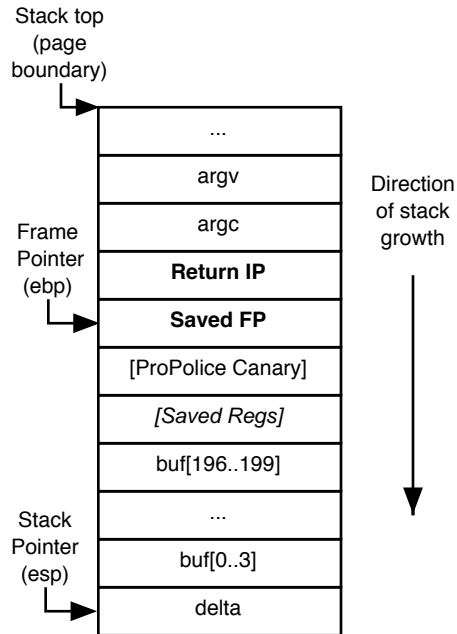 Stack top
(page
boundary)
...
argv
argc
Return IP
Saved FP
[ProPolice Canary]
[Saved Regs]
buf[196..199]
...
buf[0..3]
delta
Frame
Pointer
(ebp)
Stack
Pointer
(esp)
Direction
of stack
growth